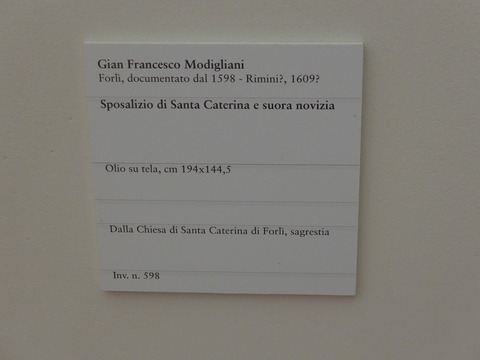 Gian Francesco Modigliani
Forlì, documentato dal 1598 - Rimini?, 1609?
Sposalizio di Santa Caterina e suora novizia
Olio su tela, cm 194x144,5
Dalla Chiesa di Santa Caterina di Forlì, sagrestia
Inv. n. 598